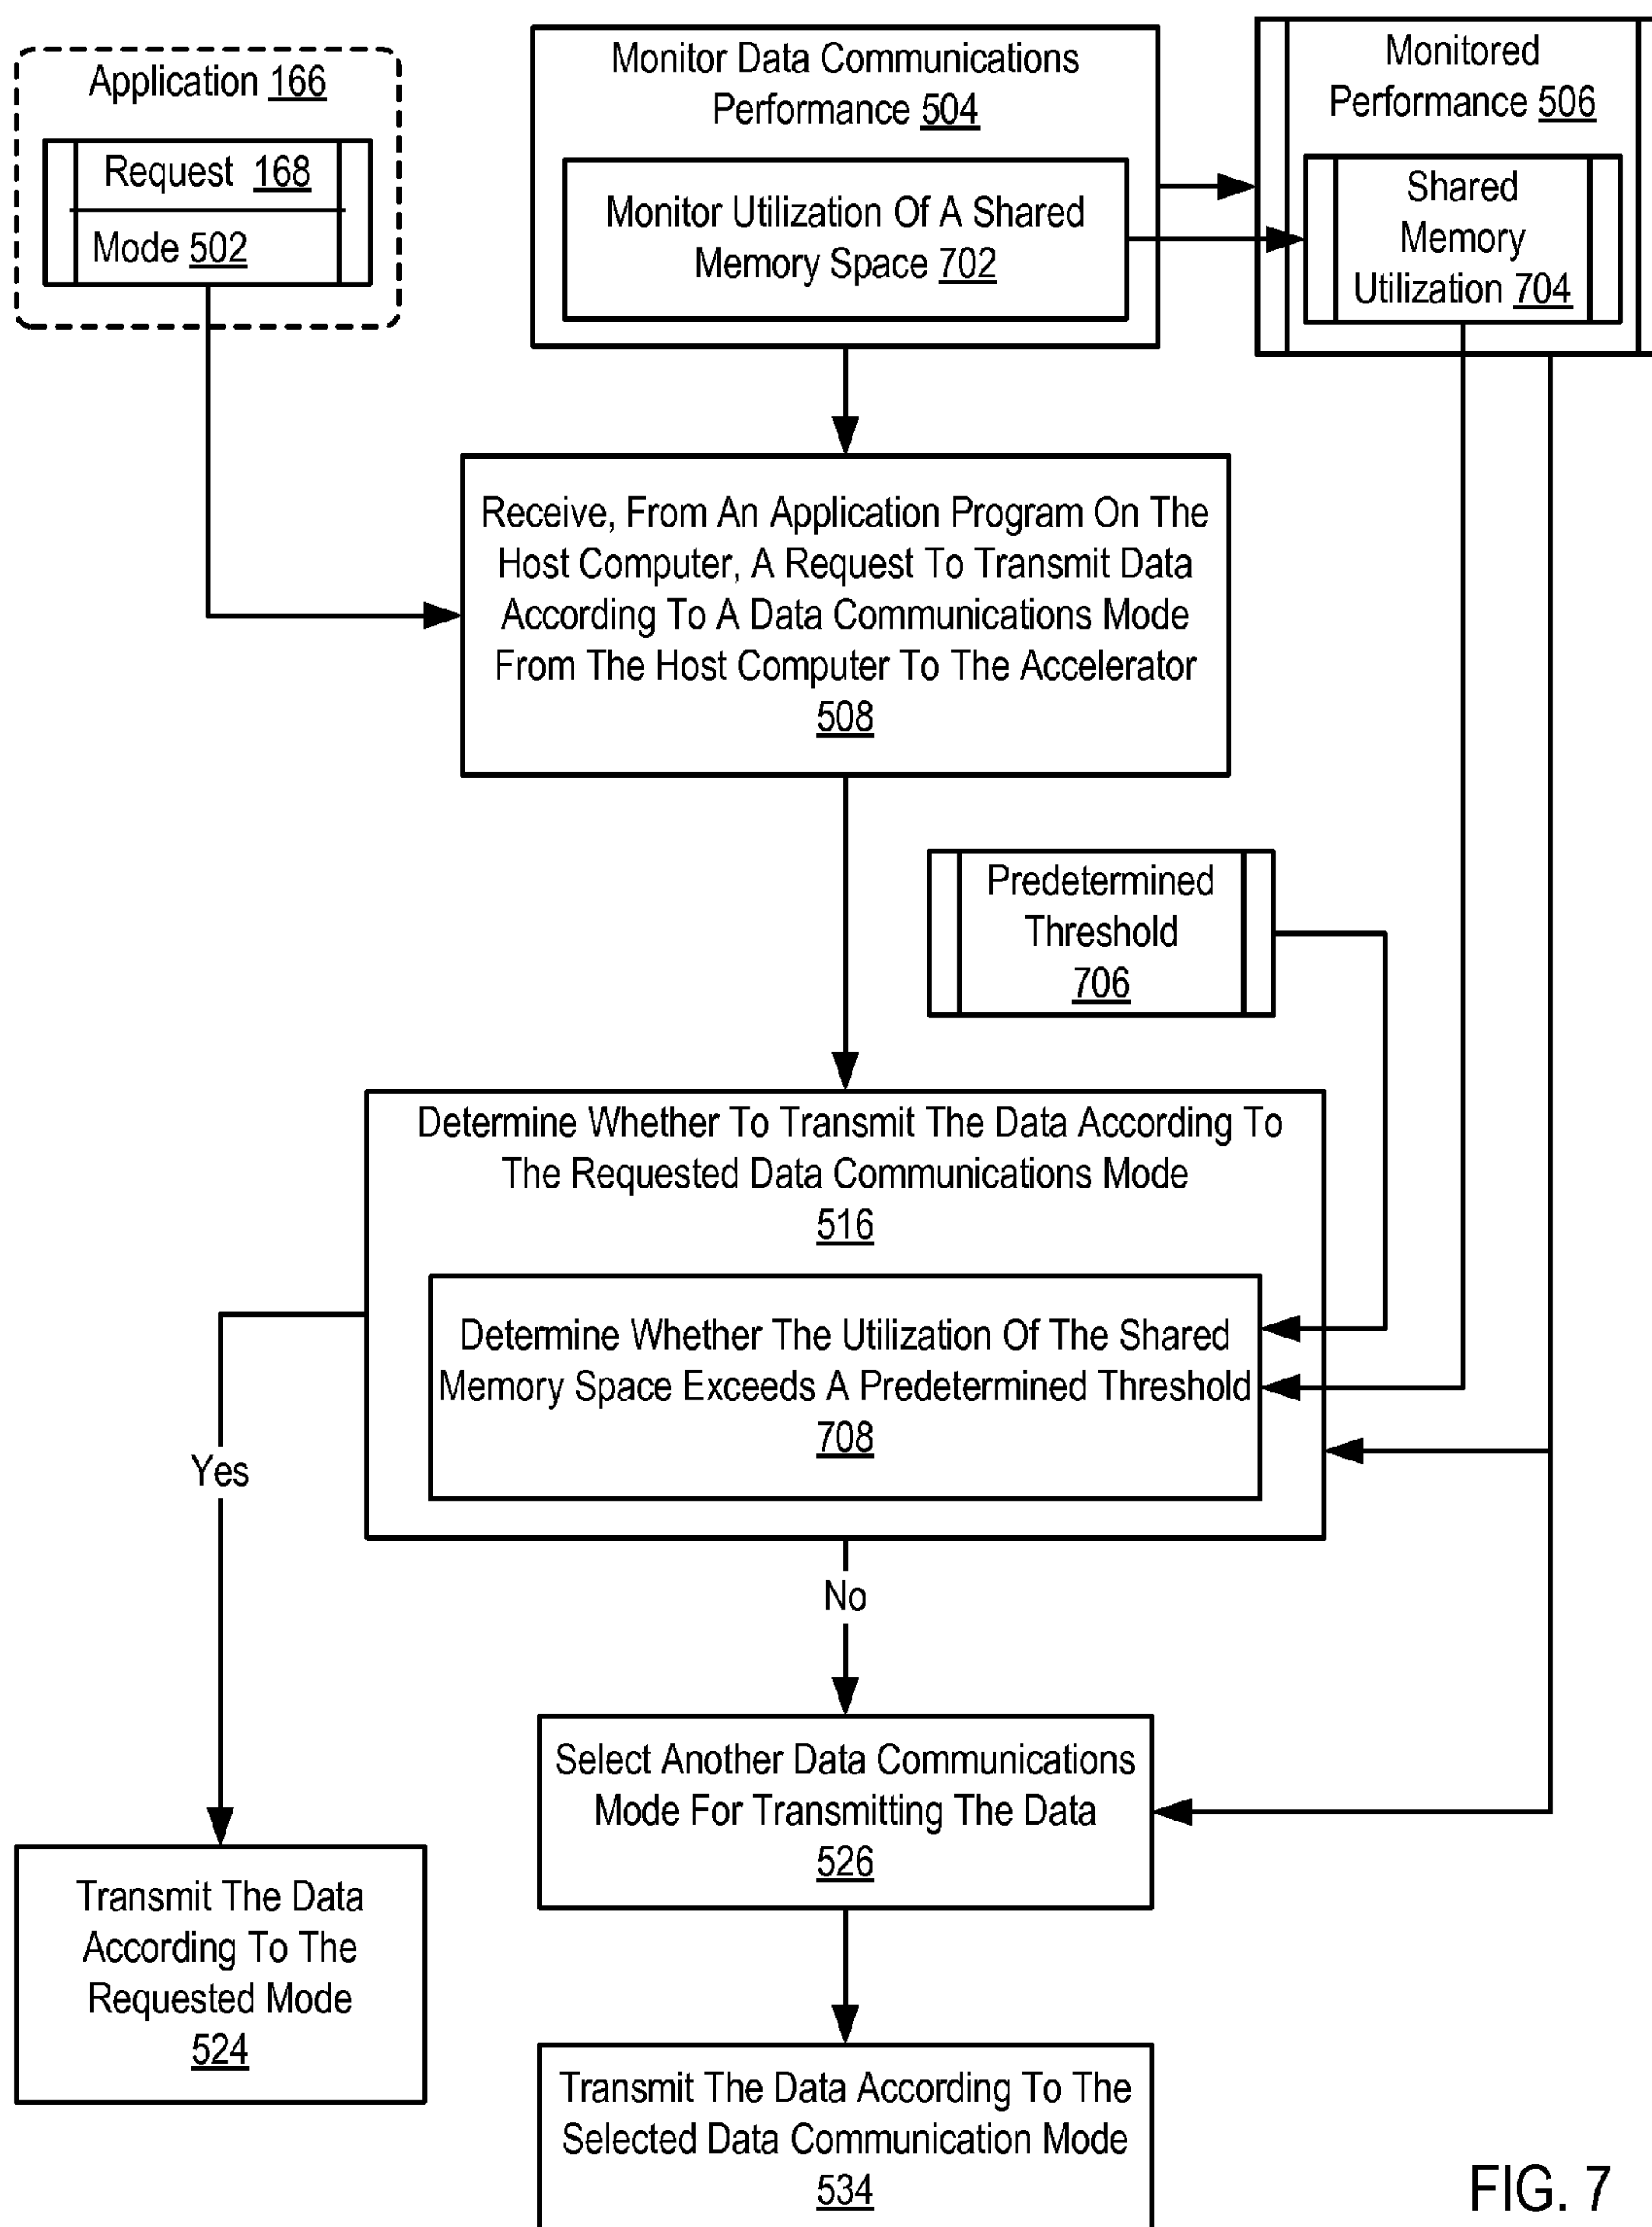 Application 166
Request 168
Mode 502
Monitor Data Communications
Performance 504
Monitor Utilization Of A Shared
Memory Space 702
Monitored
Performance 506
Shared
Memory
Utilization 704
Receive, From An Application Program On The
Host Computer, A Request To Transmit Data
According To A Data Communications Mode
From The Host Computer To The Accelerator
508
Predetermined
Threshold
706
Determine Whether To Transmit The Data According To
The Requested Data Communications Mode
516
Determine Whether The Utilization Of The Shared
Memory Space Exceeds A Predetermined Threshold
708
Yes
No
Select Another Data Communications
Mode For Transmitting The Data
526
Transmit The Data
According To The
Requested Mode
524
Transmit The Data According To The
Selected Data Communication Mode
534
FIG. 7